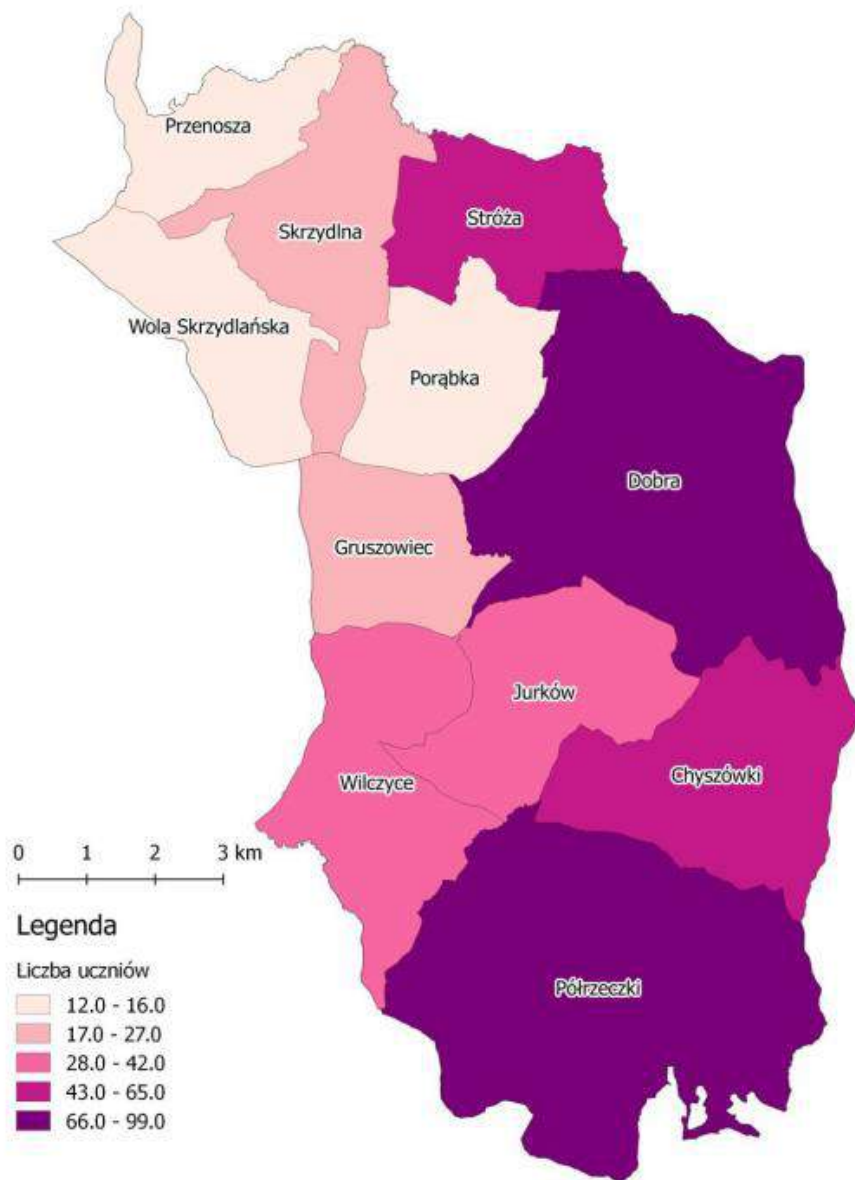 Przenosza
Skrzydlna
Stróża
Wola Skrzydlańska
Porąbka
Dobra
Gruszowiec
Jurków
Wilczyce
Chyszówki
0 1 2 3 km
Legenda
Liczba uczniów
12.0 - 16.0
17.0 - 27.0
28.0 - 42.0
43.0 - 65.0
66.0 - 99.0
Półrzeczki